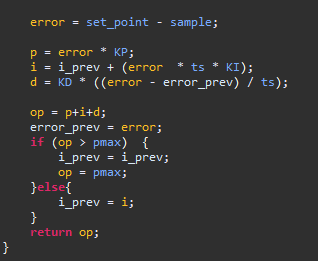 error = set_point - sample;
p = error * KP;
i = i_prev + (error  * ts * KI);
d = KD * ((error - error_prev) / ts);
op = p+i+d;
error_prev = error;
if (op > pmax)  {
i_prev = i_prev;
op = pmax;
}else{
i_prev = i;
}
return op;
}